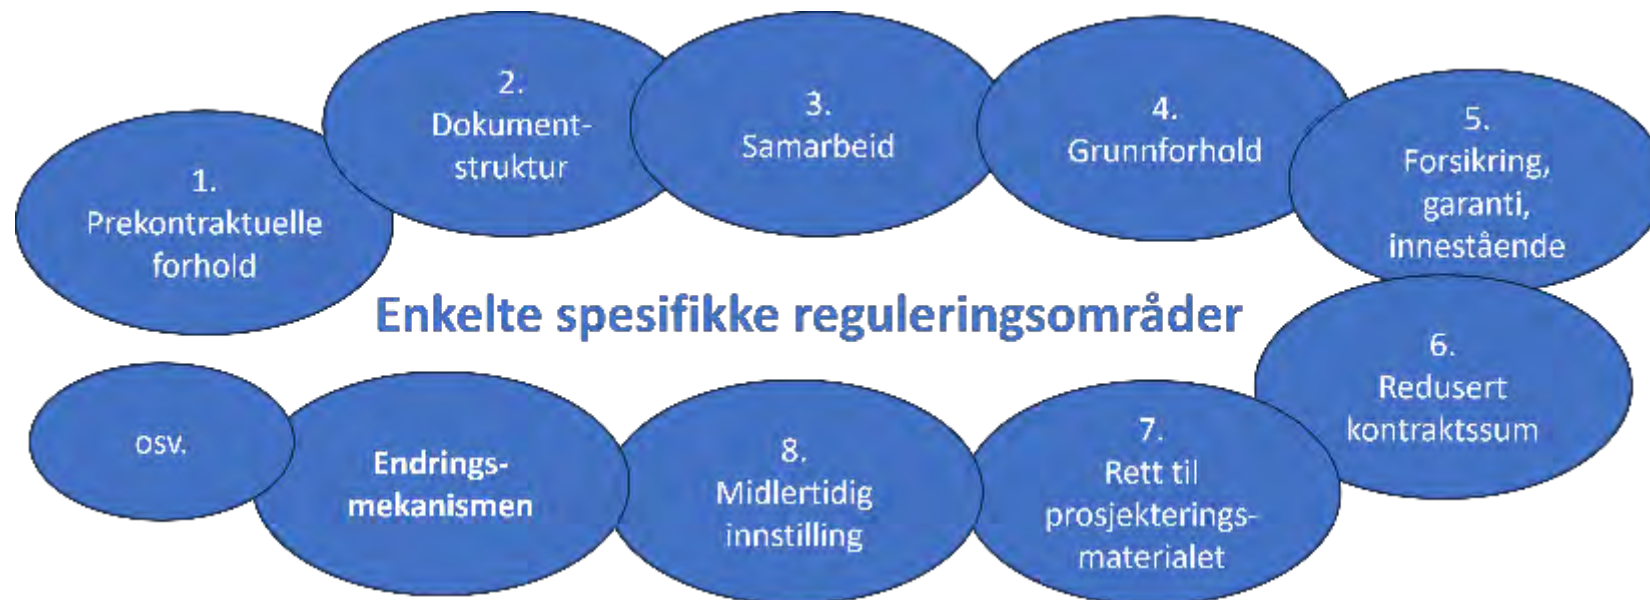 1.
Prekontraktuelle
forhold
2.
Dokument-
struktur
3.
Samarbeid
4.
Grunnforhold
5.
Forsikring,
garanti,
innestående
Enkelte spesifikke reguleringsområder
6.
Redusert
kontraktssum
7.
Rett til
prosjekterings-
materialet
8.
Midlertidig
innstilling
Endrings-
mekanismen
osv.